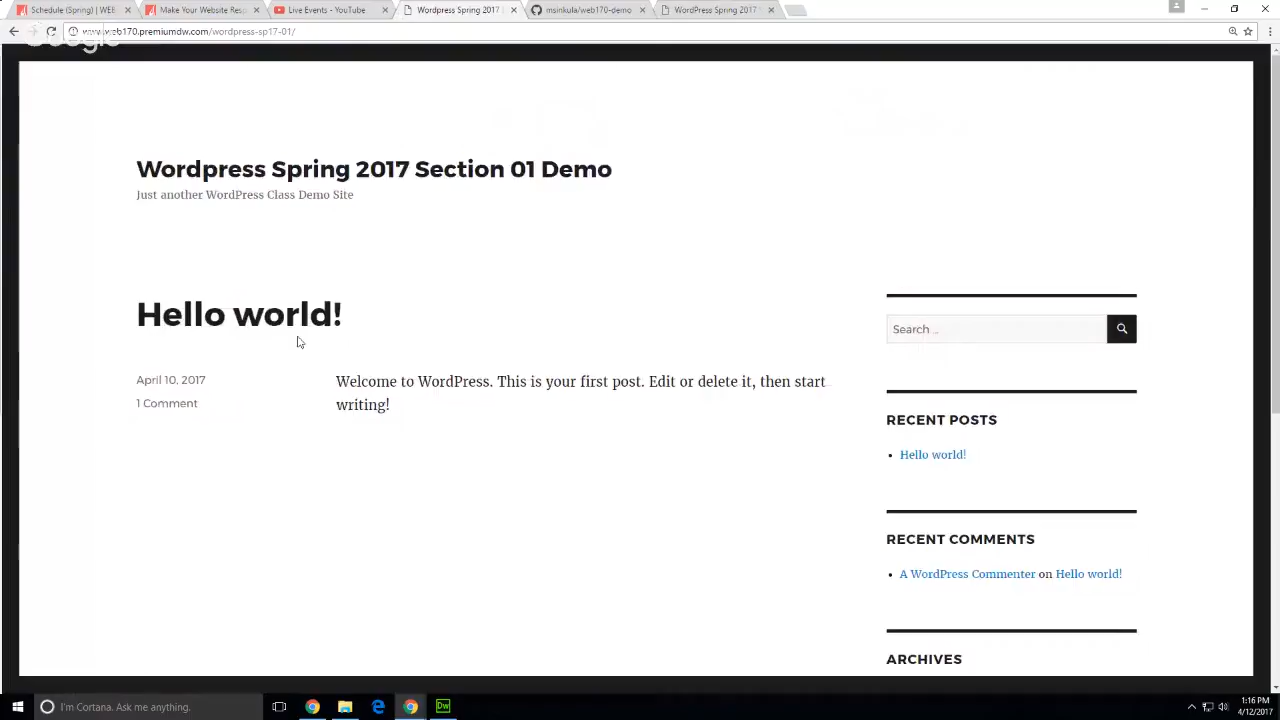 Schedule (Spring) | WEB
Make Your Website Resp
Live Events - YouTube
Wordpress Spring 2017
msinkula/web170-demo
WordPress Spring 2017
web170.premiumdw.com/wordpress-sp17-01/
Google
Wordpress Spring 2017 Section 01 Demo
Just another WordPress Class Demo Site
Hello world!
April 10, 2017
1 Comment
Welcome to WordPress. This is your first post. Edit or delete it, then start
writing!
Search ...
RECENT POSTS
Hello world!
RECENT COMMENTS
A WordPress Commenter on Hello world!
ARCHIVES
I'm Cortana. Ask me anything.
Dw
1:16 PM
4/12/2017